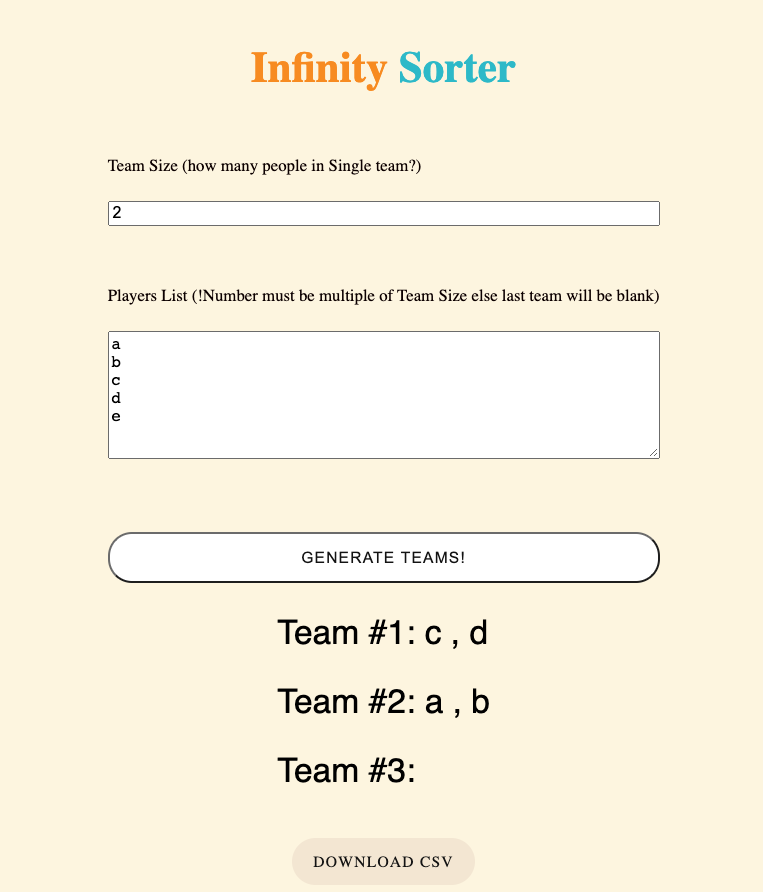 Infinity Sorter
Team Size (how many people in Single team?)
2
Players List (!Number must be multiple of Team Size else last team will be blank)
a
b
c
d
e
GENERATE TEAMS!
Team #1: c , d
Team #2: a , b
Team #3:
DOWNLOAD CSV